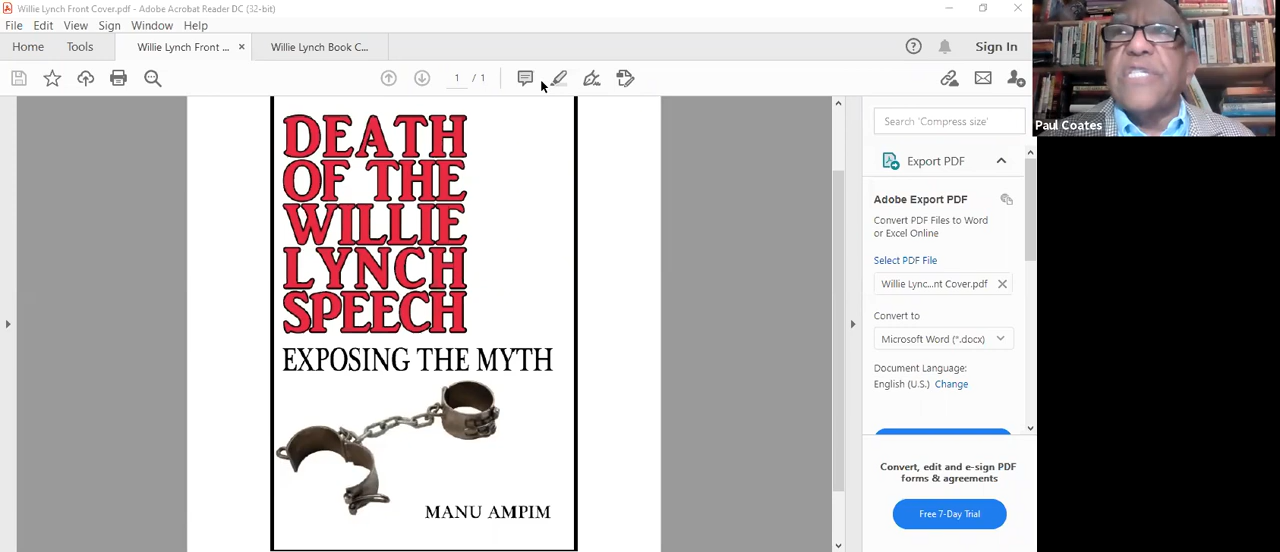 Willie Lynch Front Cover.pdf - Adobe Acrobat Reader DC (32-bit)
File Edit View Sign Window Help
Home Tools Willie Lynch Front ... × Willie Lynch Book C... Sign In
1 / 1
DEATH
OF THE
WILLIE
LYNCH
SPEECH
EXPOSING THE MYTH
MANU AMPIM
Search 'Compress size'
Export PDF
Adobe Export PDF
Convert PDF Files to Word
or Excel Online
Select PDF File
Willie Lync...nt Cover.pdf
Convert to
Microsoft Word (*.docx)
Document Language:
English (U.S.) Change
Convert, edit and e-sign PDF
forms & agreements
Free 7-Day Trial
Paul Coates